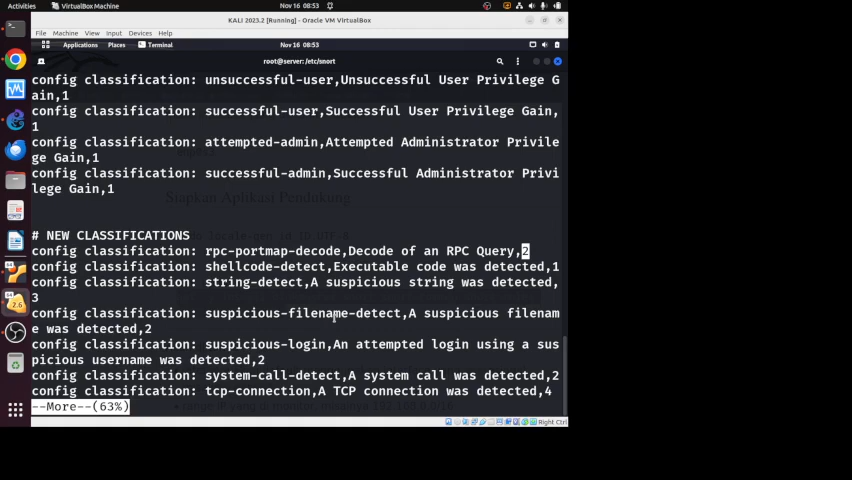 Activities
VirtualBox Machine
Nov 16 08:53
KALI 2023.2 [Running] - Oracle VM VirtualBox
File Machine View Input Devices Help
Applications Places Terminal
Nov 16 08:53
root@server: /etc/snort
config classification: unsuccessful-user,Unsuccessful User Privilege G
ain,1
config classification: successful-user,Successful User Privilege Gain,
1
config classification: attempted-admin,Attempted Administrator Privile
ge Gain,1
config classification: successful-admin,Successful Administrator Privi
lege Gain,1
Siapkan Aplikasi Pendukung
# NEW CLASSIFICATIONS
config classification: rpc-portmap-decode,Decode of an RPC Query,2
config classification: shellcode-detect,Executable code was detected,1
config classification: string-detect,A suspicious string was detected,
3
config classification: suspicious-filename-detect,A suspicious filenam
e was detected,2
config classification: suspicious-login,An attempted login using a sus
picious username was detected,2
config classification: system-call-detect,A system call was detected,2
config classification: tcp-connection,A TCP connection was detected,4
--More--(63%)
Right Ctrl